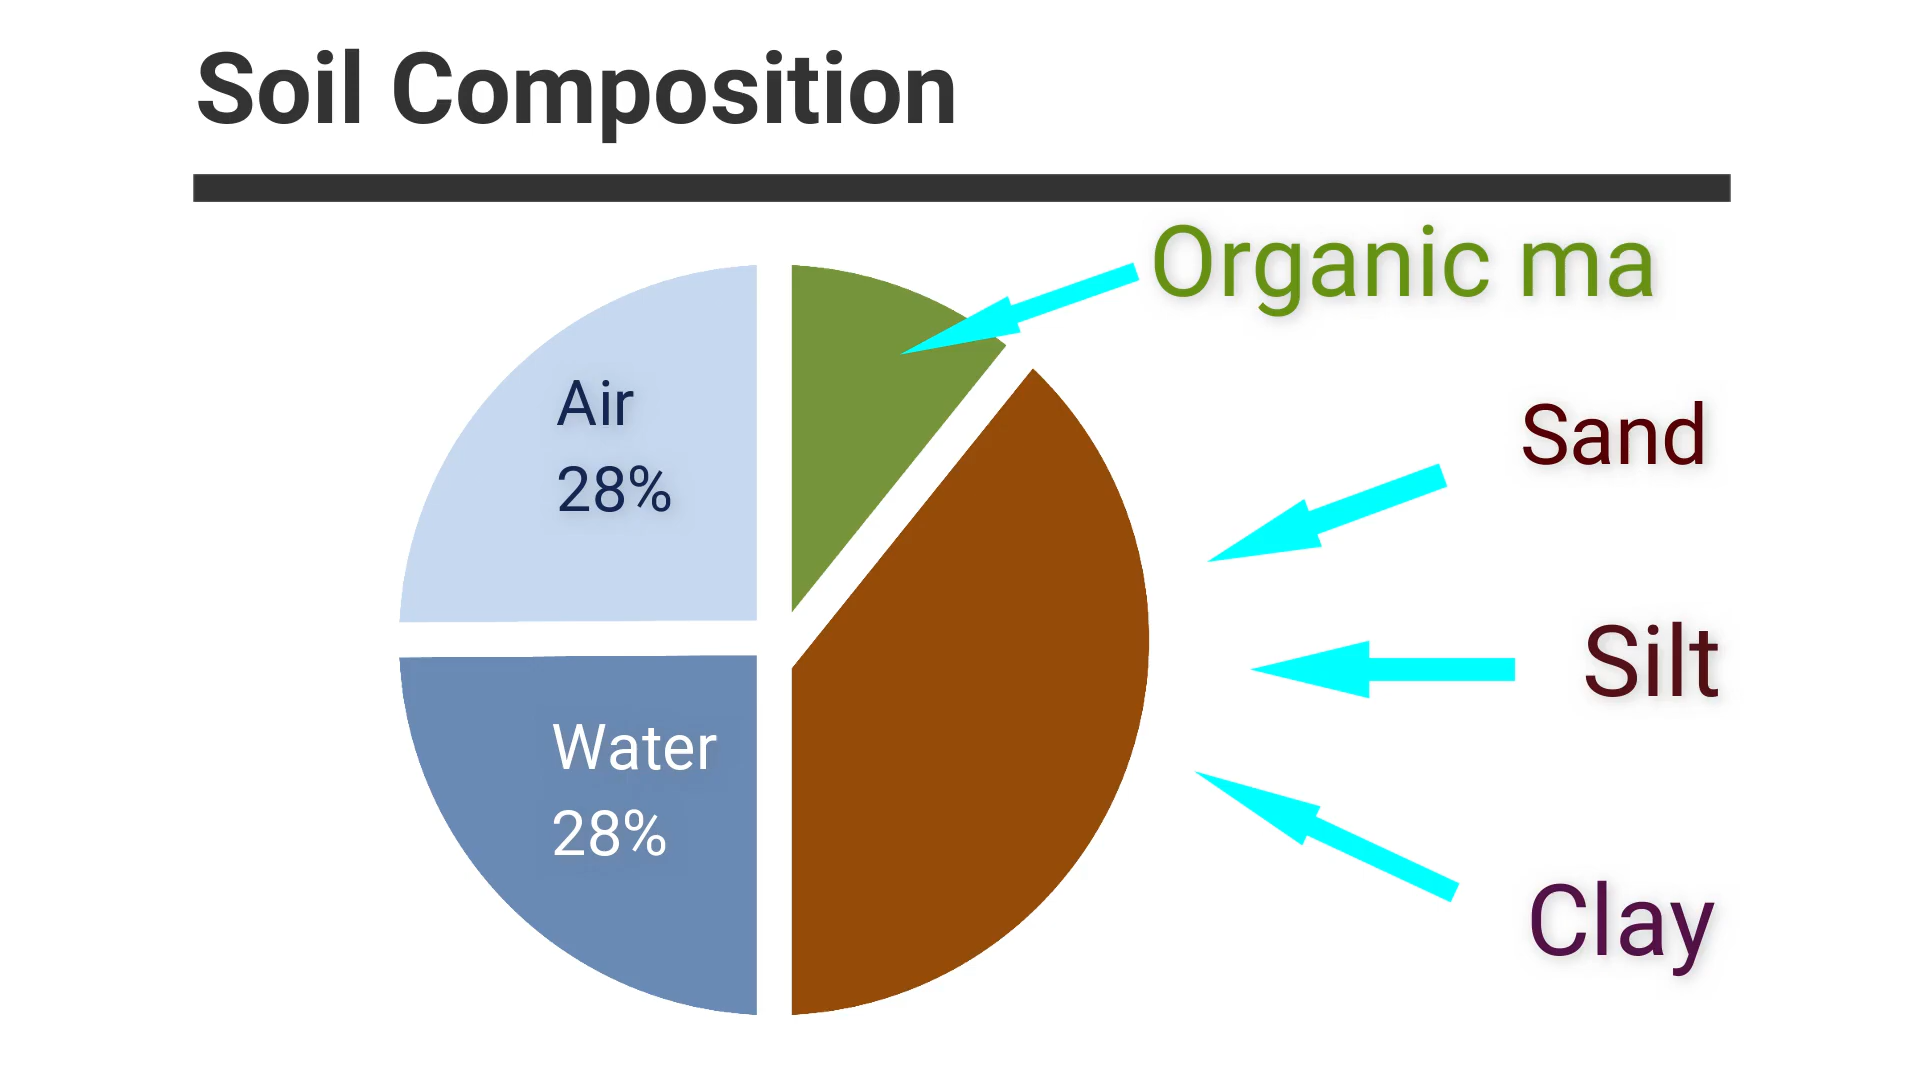 Soil Composition
Organic ma
Air
28%
Sand
Silt
Water
28%
Clay